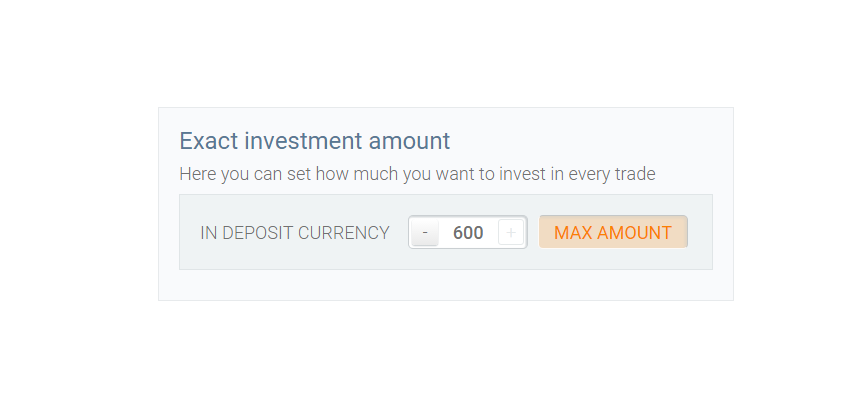 Exact investment amount
Here you can set how much you want to invest in every trade
IN DEPOSIT CURRENCY - 600 + MAX AMOUNT